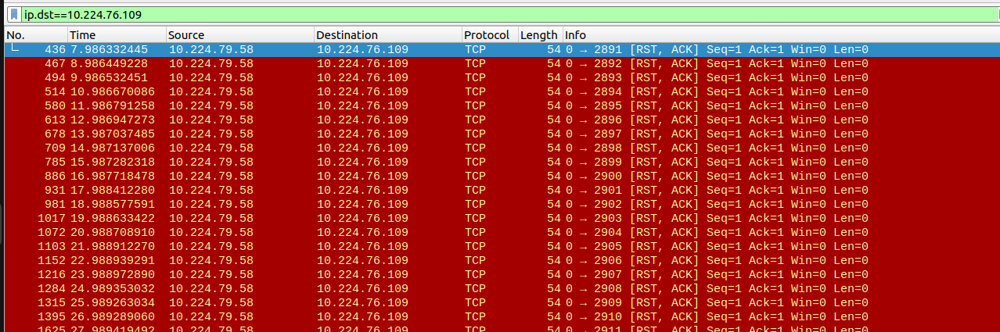 ip.dst==10.224.76.109
No. Time Source Destination Protocol Length Info
436 7.986332445 10.224.79.58 10.224.76.109 TCP 54 0 → 2891 [RST, ACK] Seq=1 Ack=1 Win=0 Len=0
467 8.986449228 10.224.79.58 10.224.76.109 TCP 54 0 → 2892 [RST, ACK] Seq=1 Ack=1 Win=0 Len=0
494 9.986532451 10.224.79.58 10.224.76.109 TCP 54 0 → 2893 [RST, ACK] Seq=1 Ack=1 Win=0 Len=0
514 10.986670086 10.224.79.58 10.224.76.109 TCP 54 0 → 2894 [RST, ACK] Seq=1 Ack=1 Win=0 Len=0
580 11.986791258 10.224.79.58 10.224.76.109 TCP 54 0 → 2895 [RST, ACK] Seq=1 Ack=1 Win=0 Len=0
613 12.986947273 10.224.79.58 10.224.76.109 TCP 54 0 → 2896 [RST, ACK] Seq=1 Ack=1 Win=0 Len=0
678 13.987037485 10.224.79.58 10.224.76.109 TCP 54 0 → 2897 [RST, ACK] Seq=1 Ack=1 Win=0 Len=0
709 14.987137006 10.224.79.58 10.224.76.109 TCP 54 0 → 2898 [RST, ACK] Seq=1 Ack=1 Win=0 Len=0
785 15.987282318 10.224.79.58 10.224.76.109 TCP 54 0 → 2899 [RST, ACK] Seq=1 Ack=1 Win=0 Len=0
886 16.987718478 10.224.79.58 10.224.76.109 TCP 54 0 → 2900 [RST, ACK] Seq=1 Ack=1 Win=0 Len=0
931 17.988412280 10.224.79.58 10.224.76.109 TCP 54 0 → 2901 [RST, ACK] Seq=1 Ack=1 Win=0 Len=0
981 18.988577591 10.224.79.58 10.224.76.109 TCP 54 0 → 2902 [RST, ACK] Seq=1 Ack=1 Win=0 Len=0
1017 19.988633422 10.224.79.58 10.224.76.109 TCP 54 0 → 2903 [RST, ACK] Seq=1 Ack=1 Win=0 Len=0
1072 20.988708910 10.224.79.58 10.224.76.109 TCP 54 0 → 2904 [RST, ACK] Seq=1 Ack=1 Win=0 Len=0
1103 21.988912270 10.224.79.58 10.224.76.109 TCP 54 0 → 2905 [RST, ACK] Seq=1 Ack=1 Win=0 Len=0
1152 22.988939291 10.224.79.58 10.224.76.109 TCP 54 0 → 2906 [RST, ACK] Seq=1 Ack=1 Win=0 Len=0
1216 23.988972890 10.224.79.58 10.224.76.109 TCP 54 0 → 2907 [RST, ACK] Seq=1 Ack=1 Win=0 Len=0
1284 24.989353032 10.224.79.58 10.224.76.109 TCP 54 0 → 2908 [RST, ACK] Seq=1 Ack=1 Win=0 Len=0
1315 25.989263034 10.224.79.58 10.224.76.109 TCP 54 0 → 2909 [RST, ACK] Seq=1 Ack=1 Win=0 Len=0
1395 26.989289060 10.224.79.58 10.224.76.109 TCP 54 0 → 2910 [RST, ACK] Seq=1 Ack=1 Win=0 Len=0
1625 27.989419492 10.224.79.58 10.224.76.109 TCP 54 0 → 2911 [RST, ACK] Seq=1 Ack=1 Win=0 Len=0